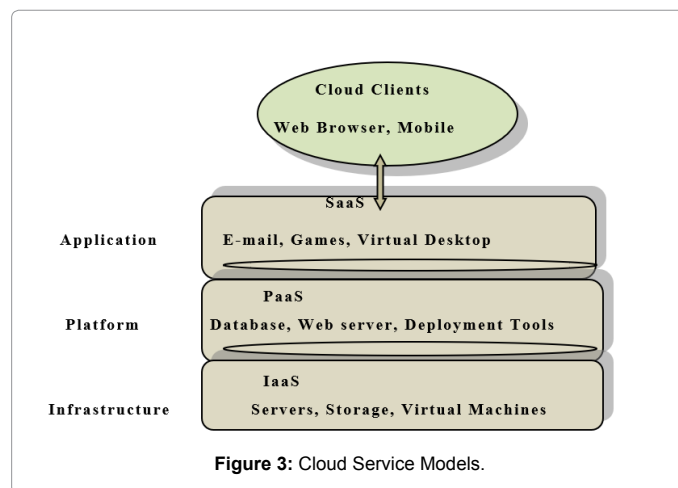 Cloud Clients
Web Browser, Mobile
SaaS
Application E-mail, Games, Virtual Desktop
PaaS
Platform Database, Web server, Deployment Tools
IaaS
Infrastructure Servers, Storage, Virtual Machines
Figure 3: Cloud Service Models.